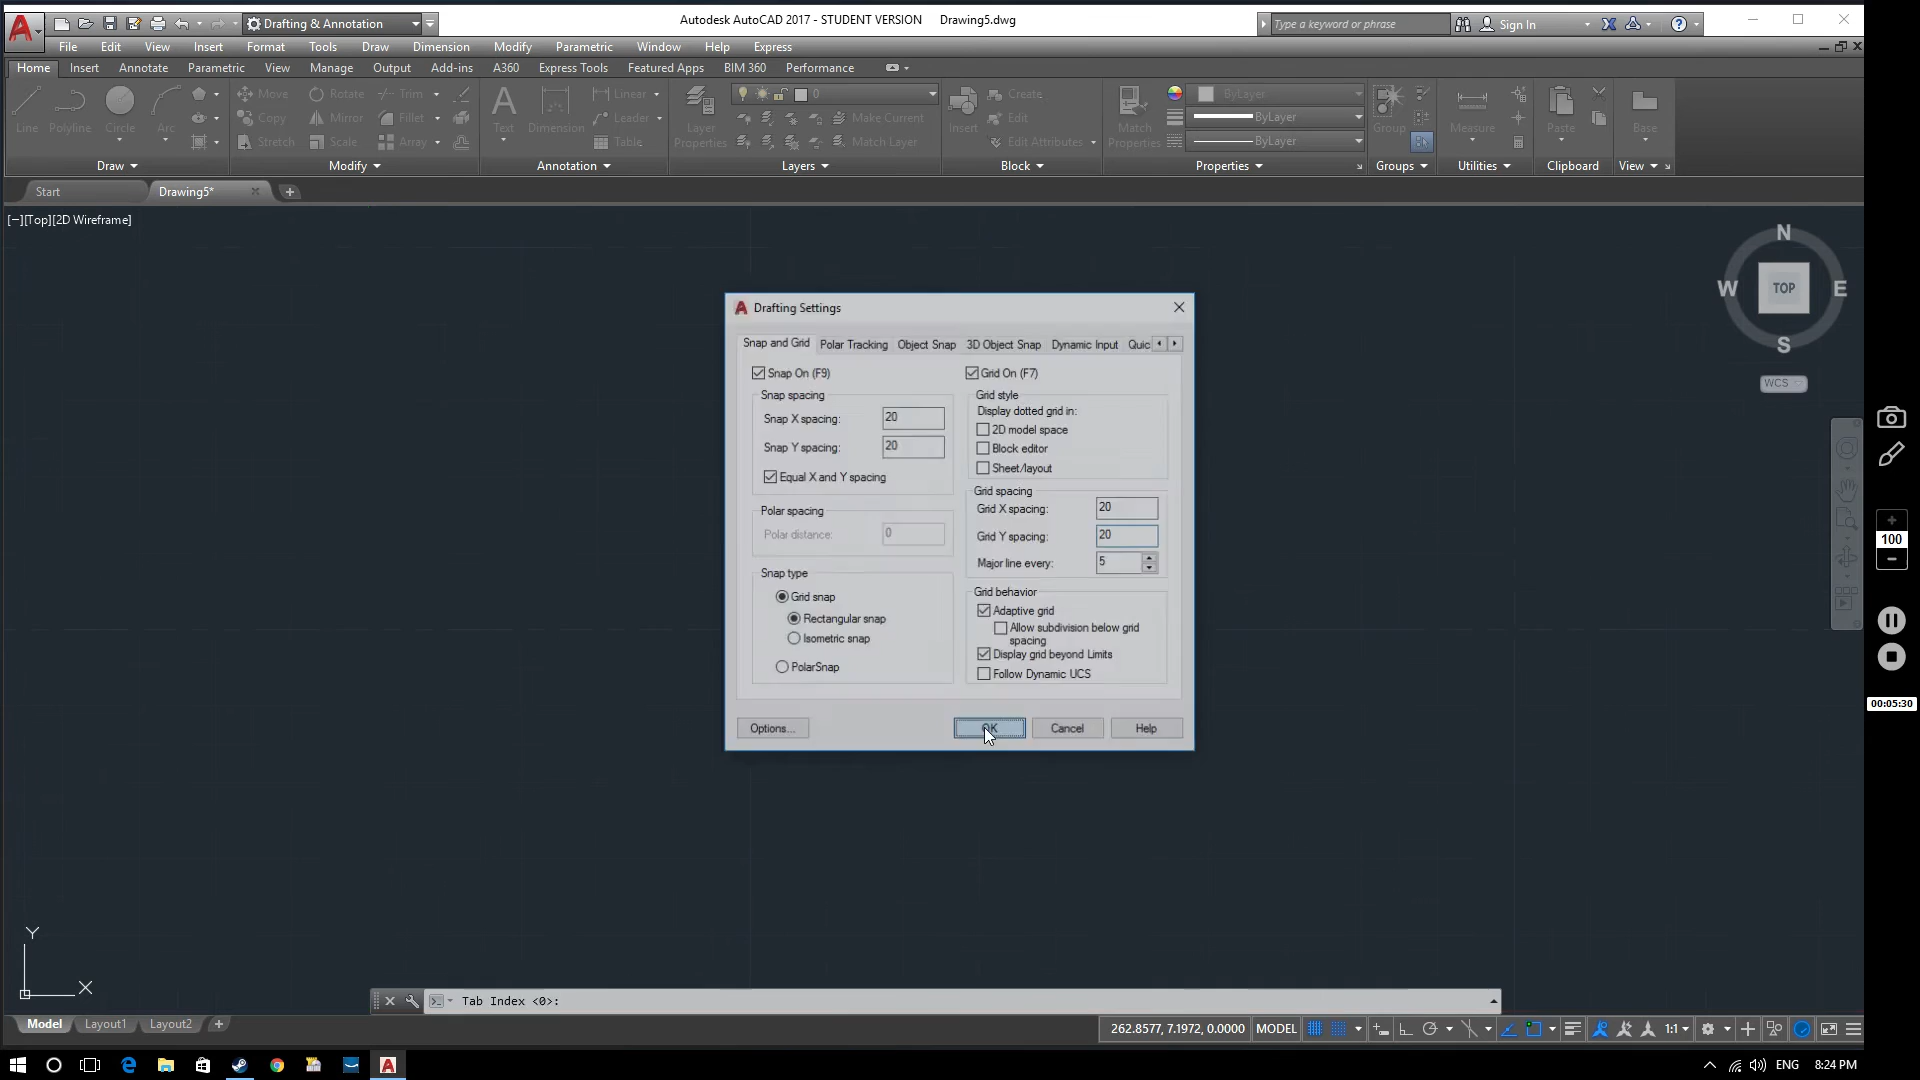 Drafting & Annotation
Autodesk AutoCAD 2017 - STUDENT VERSION Drawing5.dwg
Type a keyword or phrase
Sign In
File Edit View Insert Format Tools Draw Dimension Modify Parametric Window Help Express
Home Insert Annotate Parametric View Manage Output Add-ins A360 Express Tools Featured Apps BIM 360 Performance
Line Polyline Circle Arc
Move Rotate Trim
Copy Mirror Fillet
Stretch Scale Array
Text Dimension
Linear
Leader
Table
Layer Properties
0
Make Current
Match Layer
Insert
Create
Edit
Edit Attributes
Match Properties
ByLayer
ByLayer
ByLayer
Group
Measure
Paste
Base
Draw Modify Annotation Layers Block Properties Groups Utilities Clipboard View
Start Drawing5*
[−][Top][2D Wireframe]
N
W TOP E
S
WCS
Drafting Settings
Snap and Grid Polar Tracking Object Snap 3D Object Snap Dynamic Input Quic
Snap On (F9)
Snap spacing
Snap X spacing: 20
Snap Y spacing: 20
Equal X and Y spacing
Polar spacing
Polar distance: 0
Snap type
Grid snap
Rectangular snap
Isometric snap
PolarSnap
Grid On (F7)
Grid style
Display dotted grid in:
2D model space
Block editor
Sheet/layout
Grid spacing
Grid X spacing: 20
Grid Y spacing: 20
Major line every: 5
Grid behavior
Adaptive grid
Allow subdivision below grid
spacing
Display grid beyond Limits
Follow Dynamic UCS
Options... OK Cancel Help
100
00:05:30
Y
X
Tab Index <0>:
Model Layout1 Layout2
262.8577, 7.1972, 0.0000 MODEL 1:1
ENG 8:24 PM